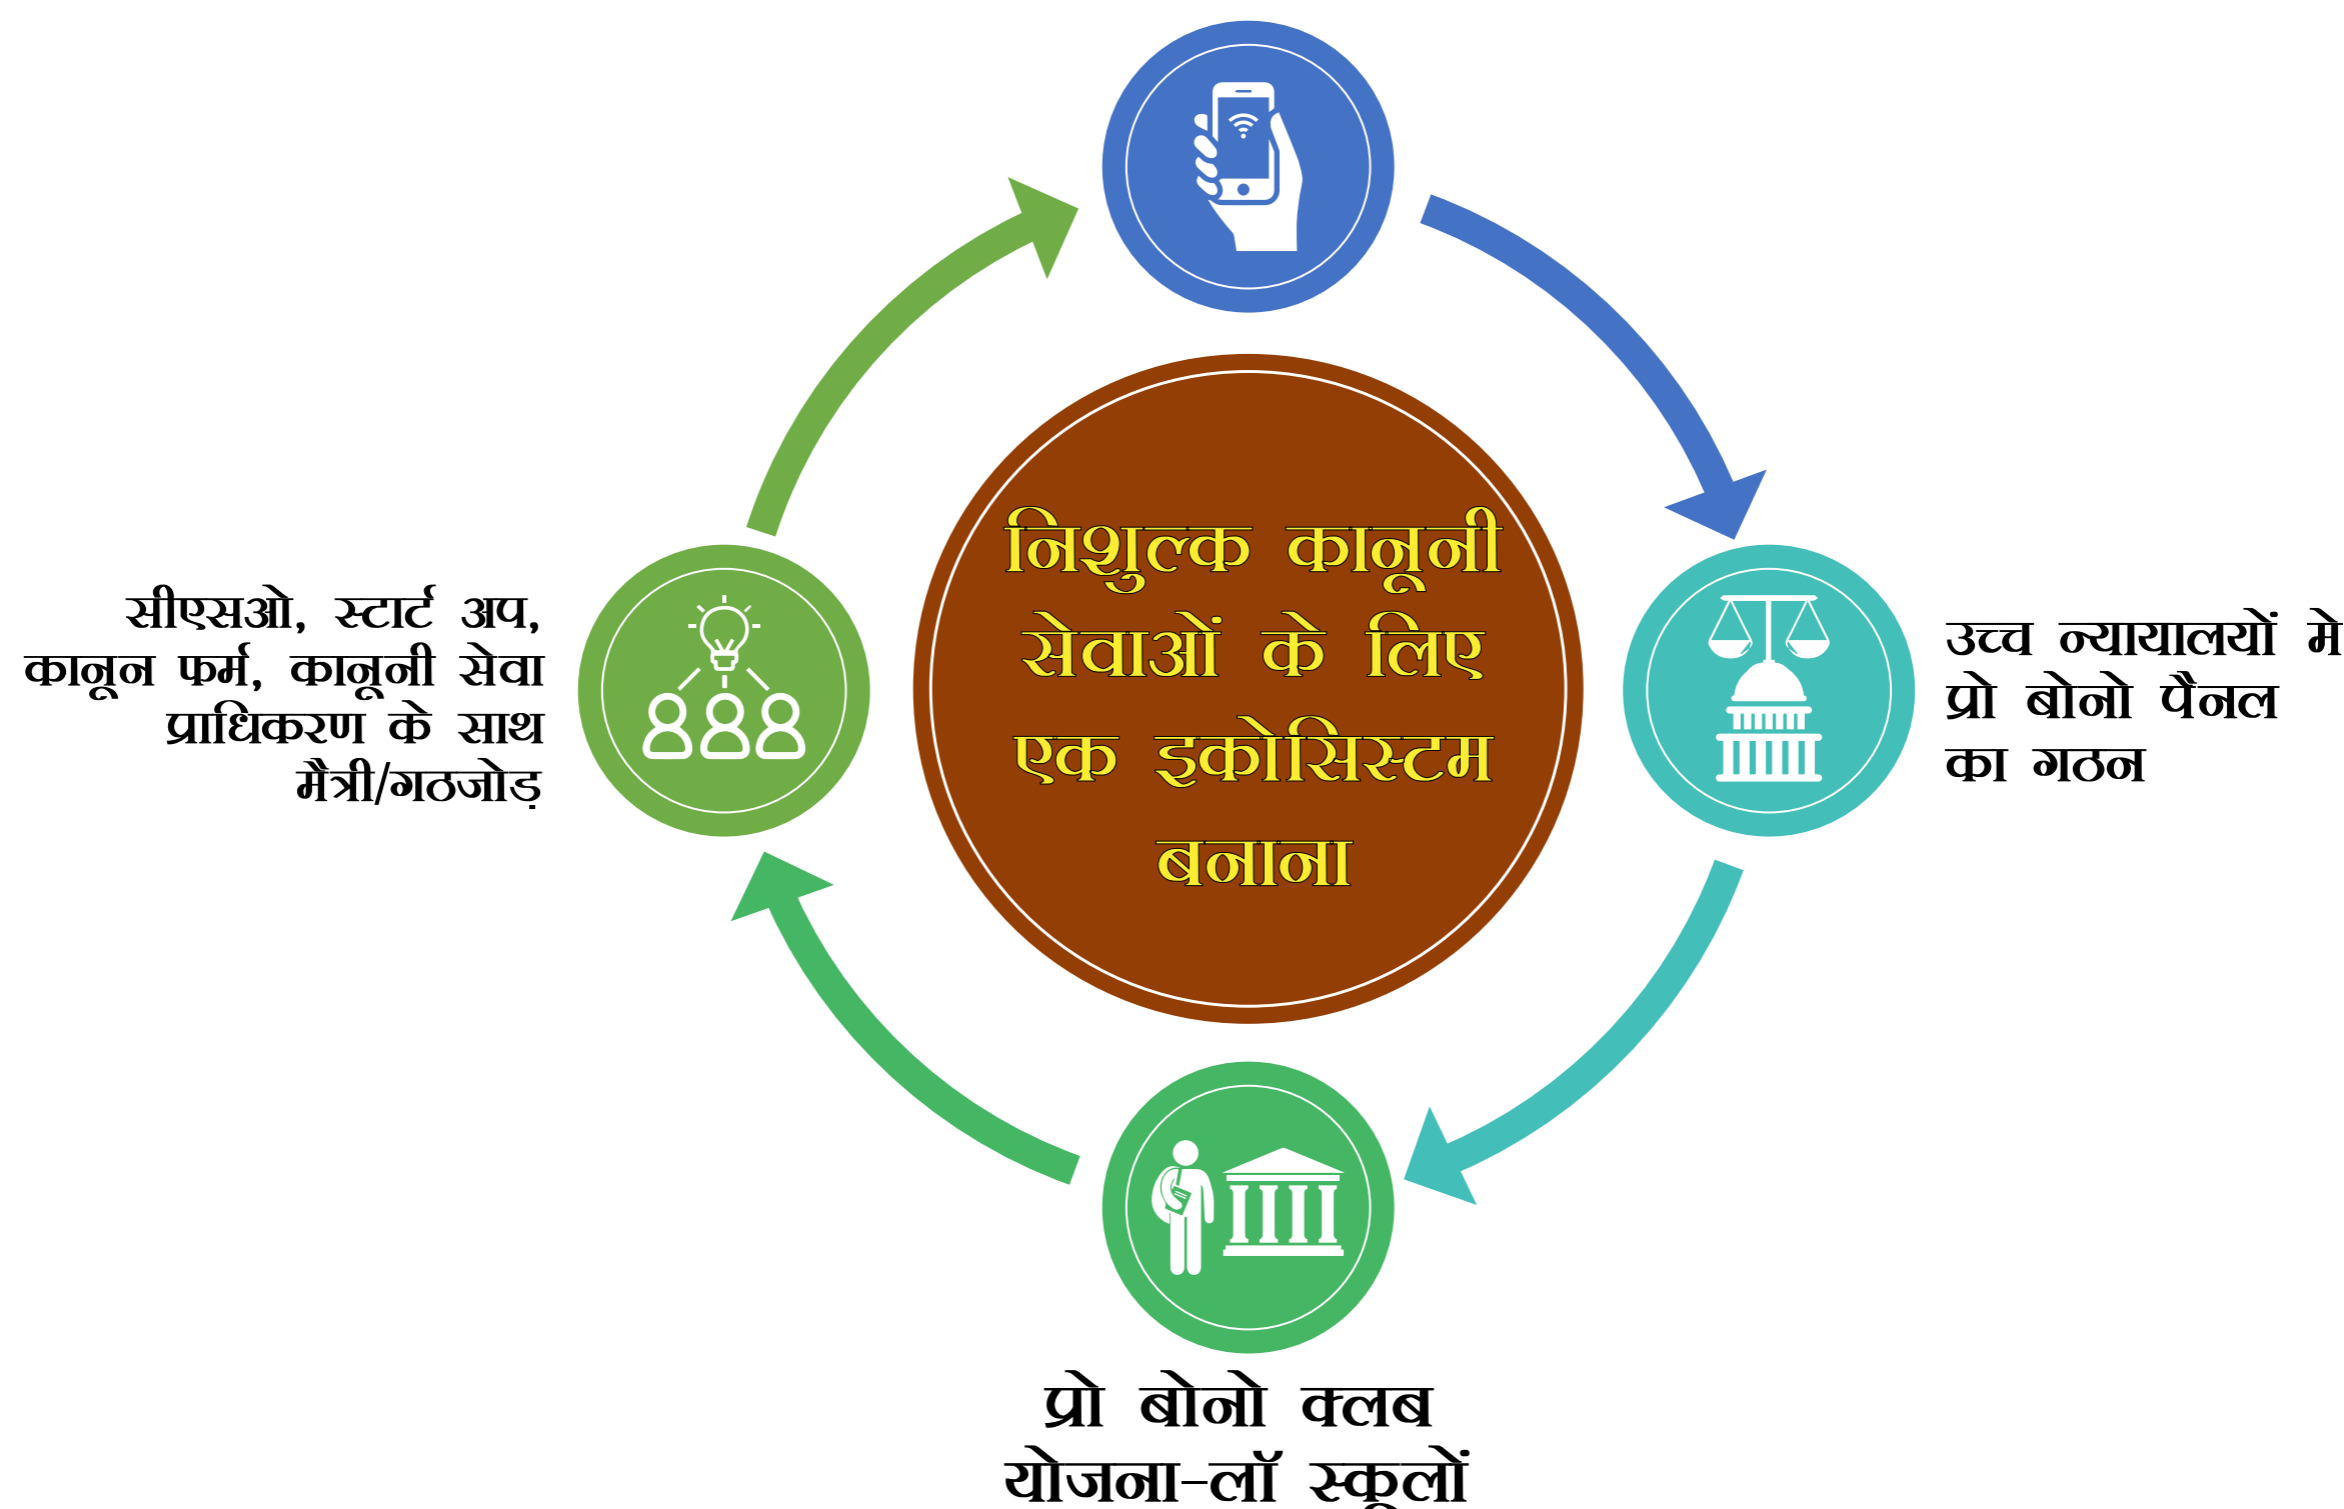 निशुल्क कानूनी
सेवाओं के लिए
एक इकोसिस्टम
बनाना
उच्च न्यायालयों मे
प्रो बोनो पैनल
का गठन
प्रो बोनो क्लब
योजना-लॉ स्कूलों
सीएसओ, स्टार्ट अप,
कानून फर्म, कानूनी सेवा
प्राधिकरण के साथ
मैत्री/गठजोड़